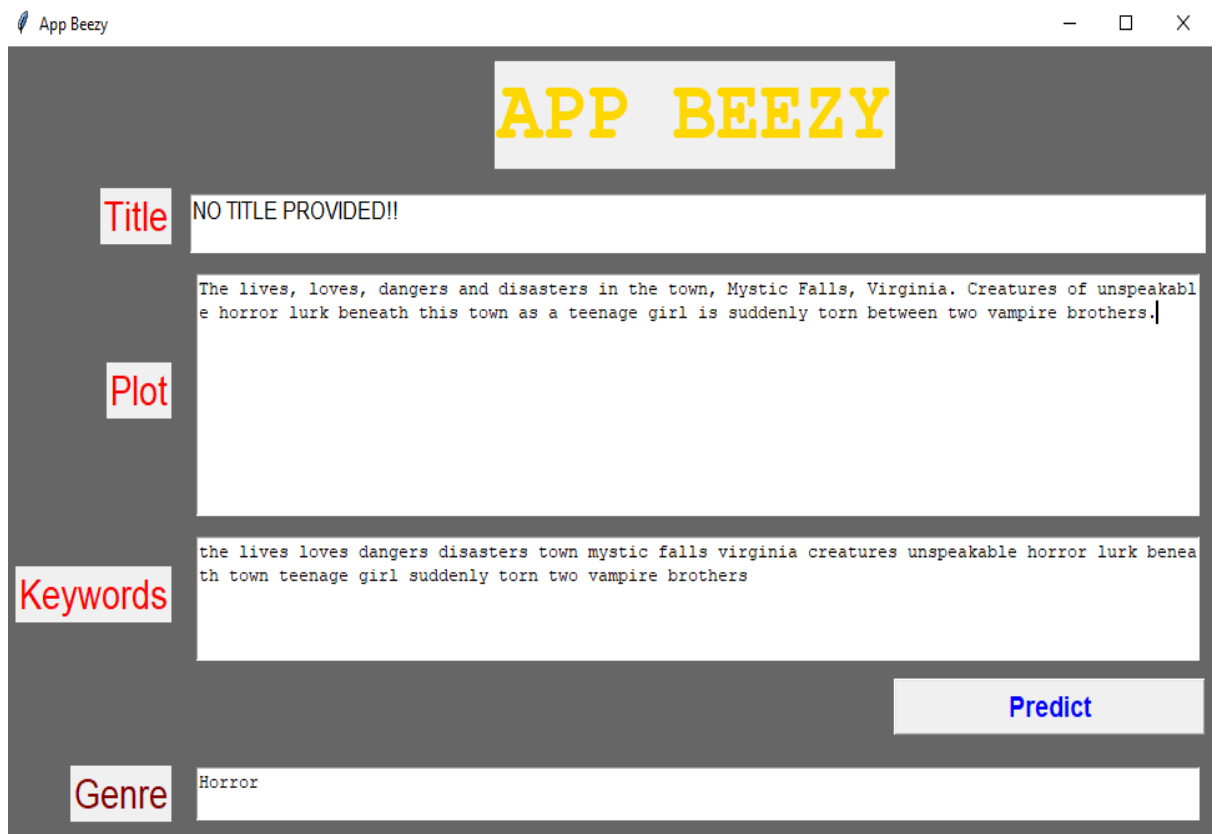 App Beezy
APP BEEZY
Title
NO TITLE PROVIDED!!
The lives, loves, dangers and disasters in the town, Mystic Falls, Virginia. Creatures of unspeakabl
e horror lurk beneath this town as a teenage girl is suddenly torn between two vampire brothers.
Plot
the lives loves dangers disasters town mystic falls virginia creatures unspeakable horror lurk benea
th town teenage girl suddenly torn two vampire brothers
Keywords
Predict
Genre
Horror